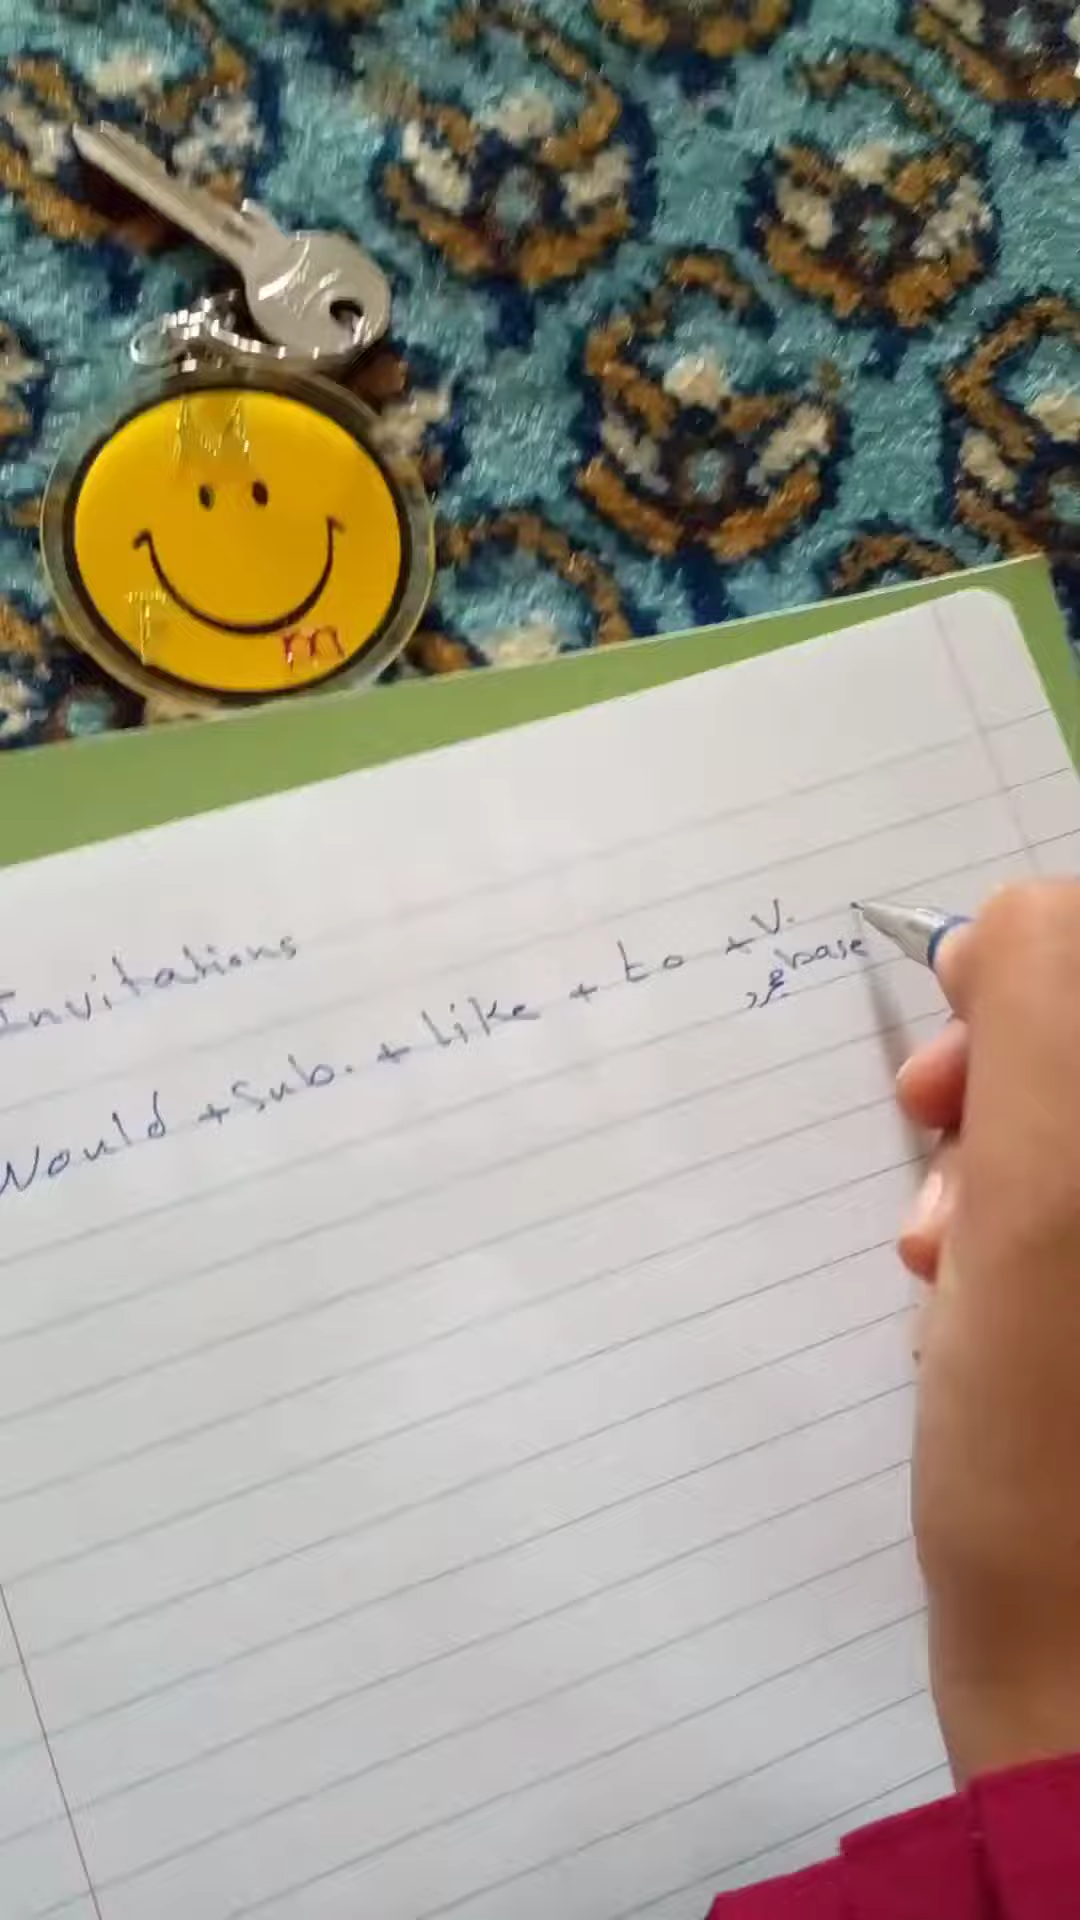 M
T
m
Invitations
Would + sub. + like + to + V.
base